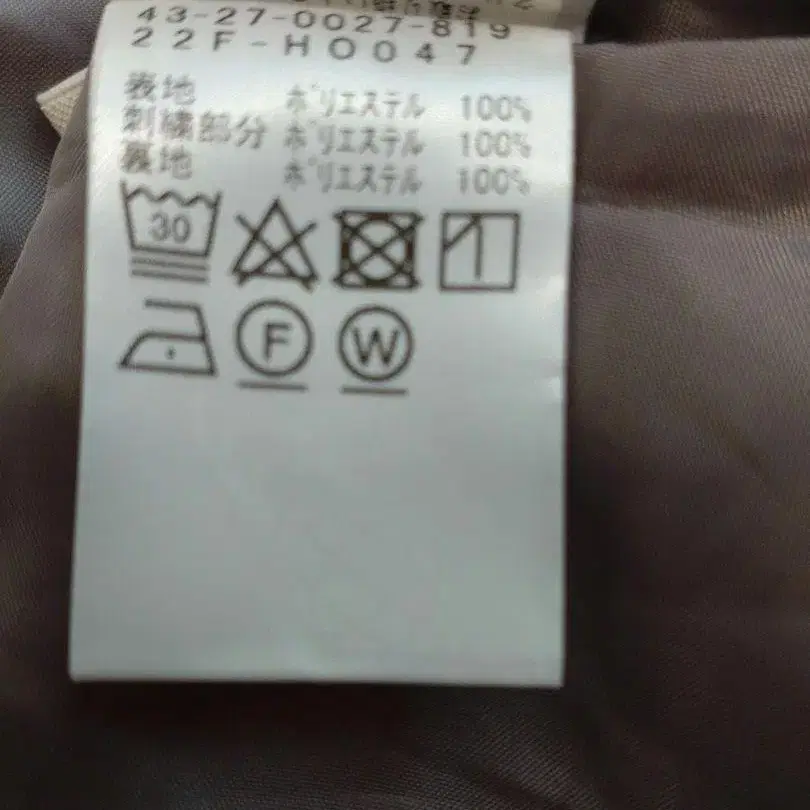 43-27-0027-819
22F-HO047
表地 ポリエステル 100%
刺繍部分 ポリエステル 100%
裏地 ポリエステル 100%
30
F
W